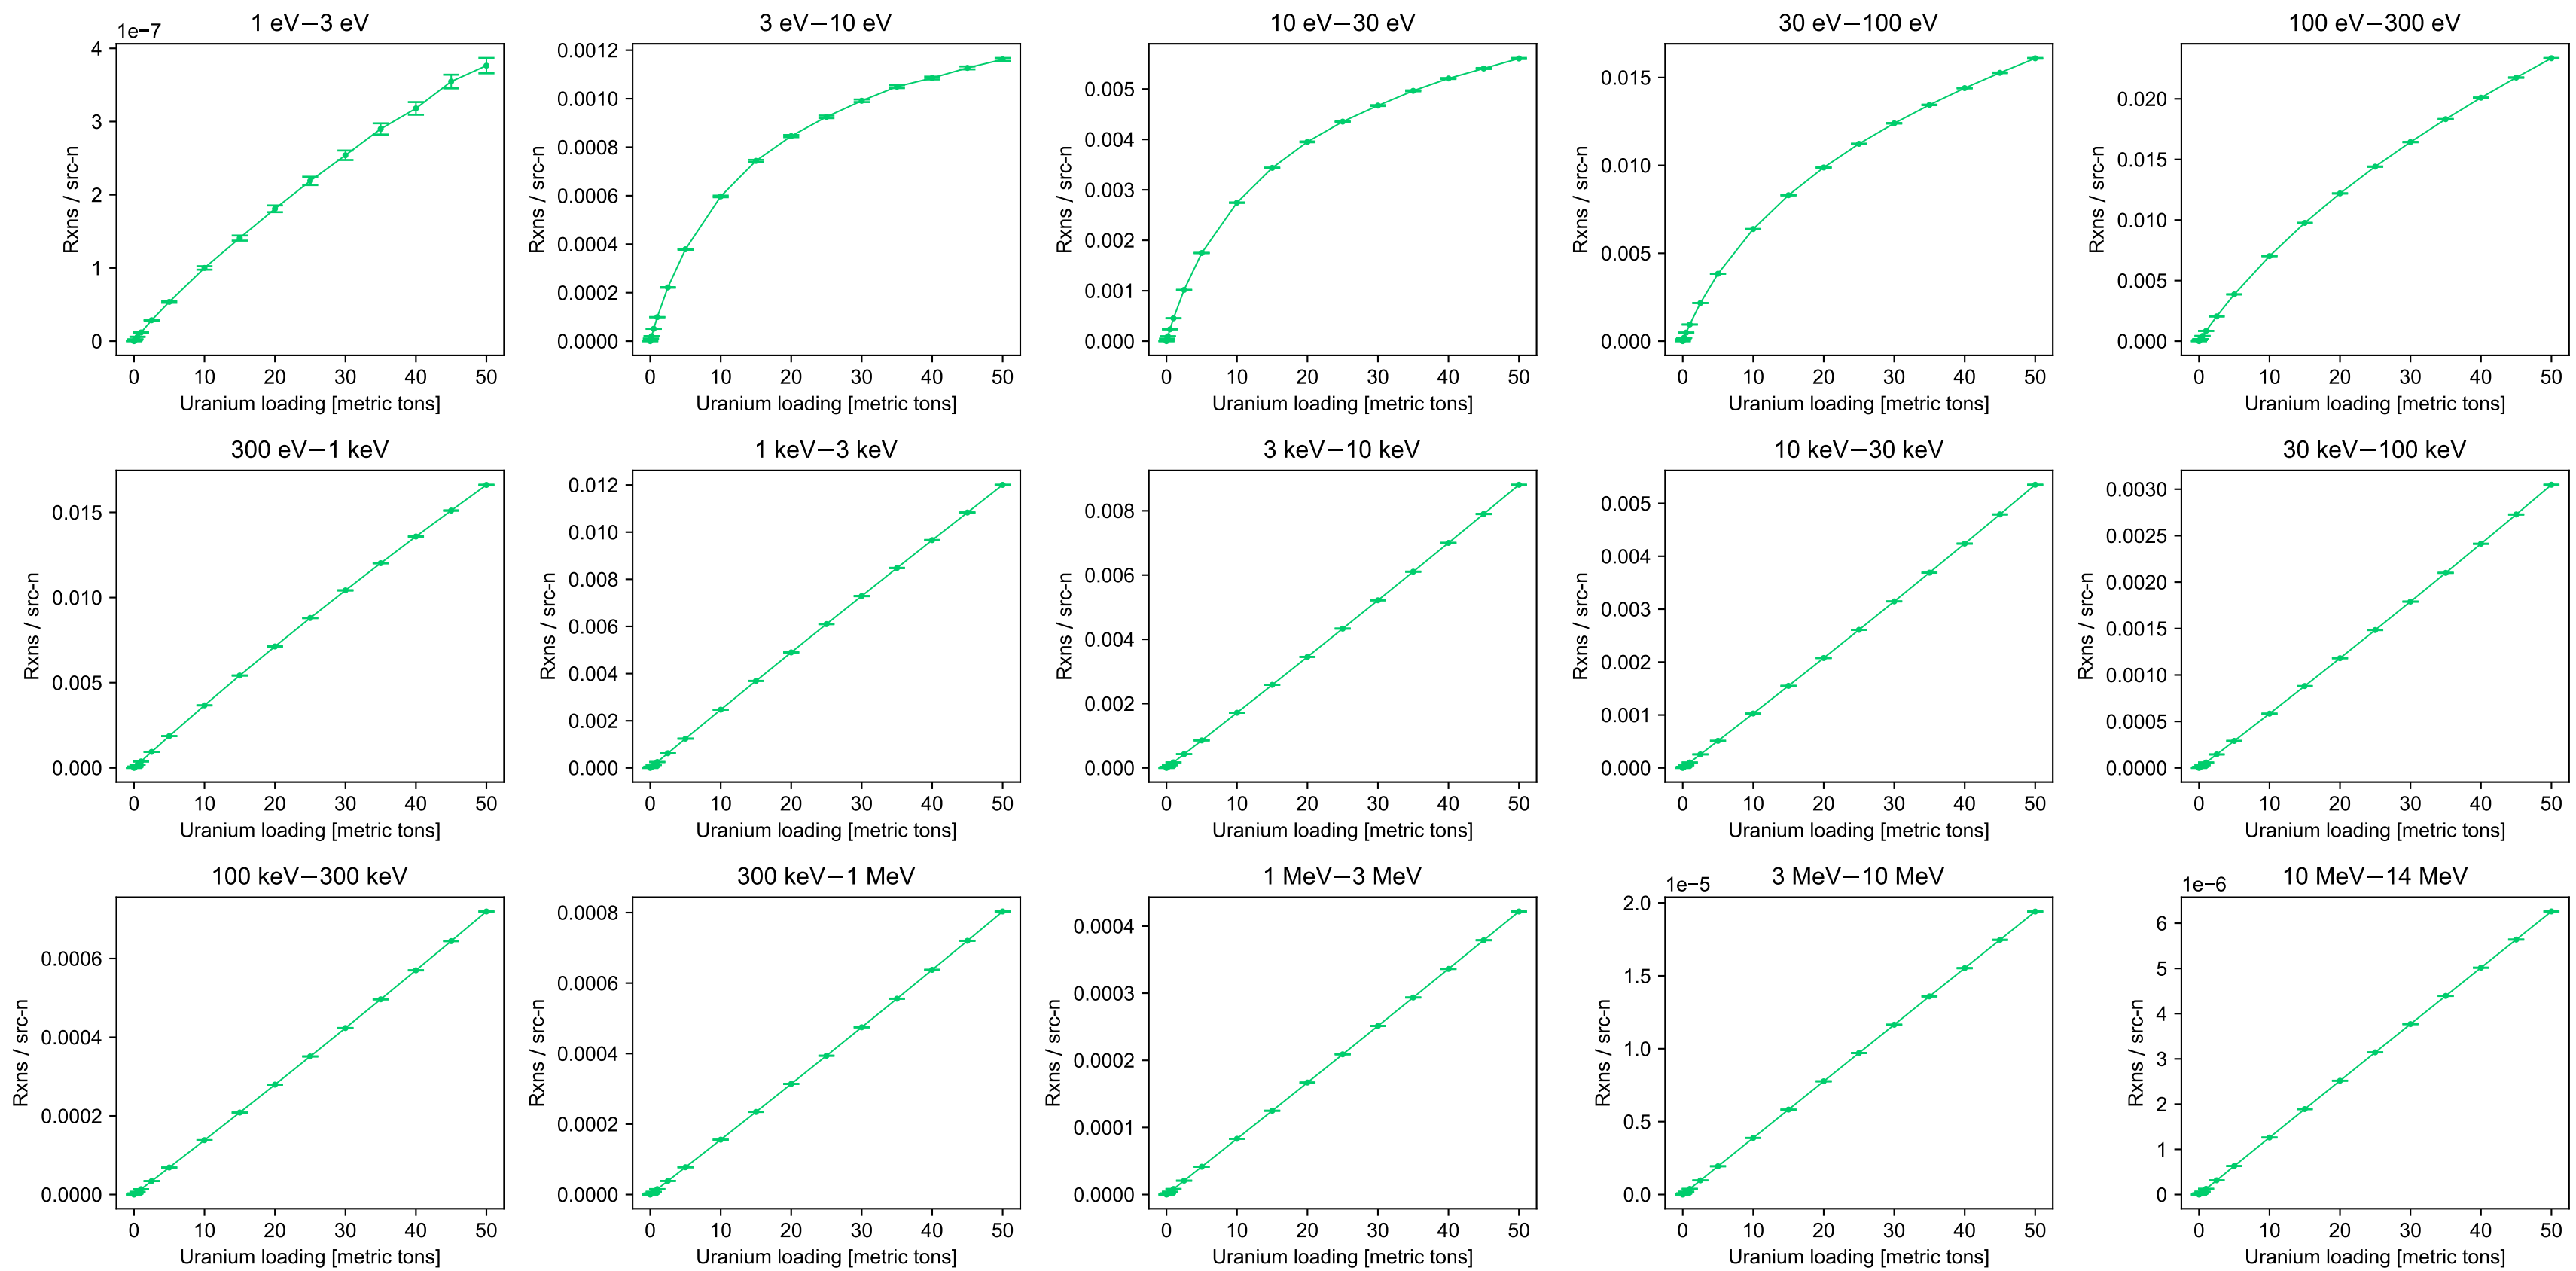 1 eV−3 eV
1e−7
Rxns / src-n
4
3
2
1
0
0 10 20 30 40 50
Uranium loading [metric tons]
3 eV−10 eV
Rxns / src-n
0.0012
0.0010
0.0008
0.0006
0.0004
0.0002
0.0000
0 10 20 30 40 50
Uranium loading [metric tons]
10 eV−30 eV
Rxns / src-n
0.005
0.004
0.003
0.002
0.001
0.000
0 10 20 30 40 50
Uranium loading [metric tons]
30 eV−100 eV
Rxns / src-n
0.015
0.010
0.005
0.000
0 10 20 30 40 50
Uranium loading [metric tons]
100 eV−300 eV
Rxns / src-n
0.020
0.015
0.010
0.005
0.000
0 10 20 30 40 50
Uranium loading [metric tons]
300 eV−1 keV
Rxns / src-n
0.015
0.010
0.005
0.000
0 10 20 30 40 50
Uranium loading [metric tons]
1 keV−3 keV
Rxns / src-n
0.012
0.010
0.008
0.006
0.004
0.002
0.000
0 10 20 30 40 50
Uranium loading [metric tons]
3 keV−10 keV
Rxns / src-n
0.008
0.006
0.004
0.002
0.000
0 10 20 30 40 50
Uranium loading [metric tons]
10 keV−30 keV
Rxns / src-n
0.005
0.004
0.003
0.002
0.001
0.000
0 10 20 30 40 50
Uranium loading [metric tons]
30 keV−100 keV
Rxns / src-n
0.0030
0.0025
0.0020
0.0015
0.0010
0.0005
0.0000
0 10 20 30 40 50
Uranium loading [metric tons]
100 keV−300 keV
Rxns / src-n
0.0006
0.0004
0.0002
0.0000
0 10 20 30 40 50
Uranium loading [metric tons]
300 keV−1 MeV
Rxns / src-n
0.0008
0.0006
0.0004
0.0002
0.0000
0 10 20 30 40 50
Uranium loading [metric tons]
1 MeV−3 MeV
Rxns / src-n
0.0004
0.0003
0.0002
0.0001
0.0000
0 10 20 30 40 50
Uranium loading [metric tons]
3 MeV−10 MeV
1e−5
Rxns / src-n
2.0
1.5
1.0
0.5
0.0
0 10 20 30 40 50
Uranium loading [metric tons]
10 MeV−14 MeV
1e−6
Rxns / src-n
6
5
4
3
2
1
0
0 10 20 30 40 50
Uranium loading [metric tons]